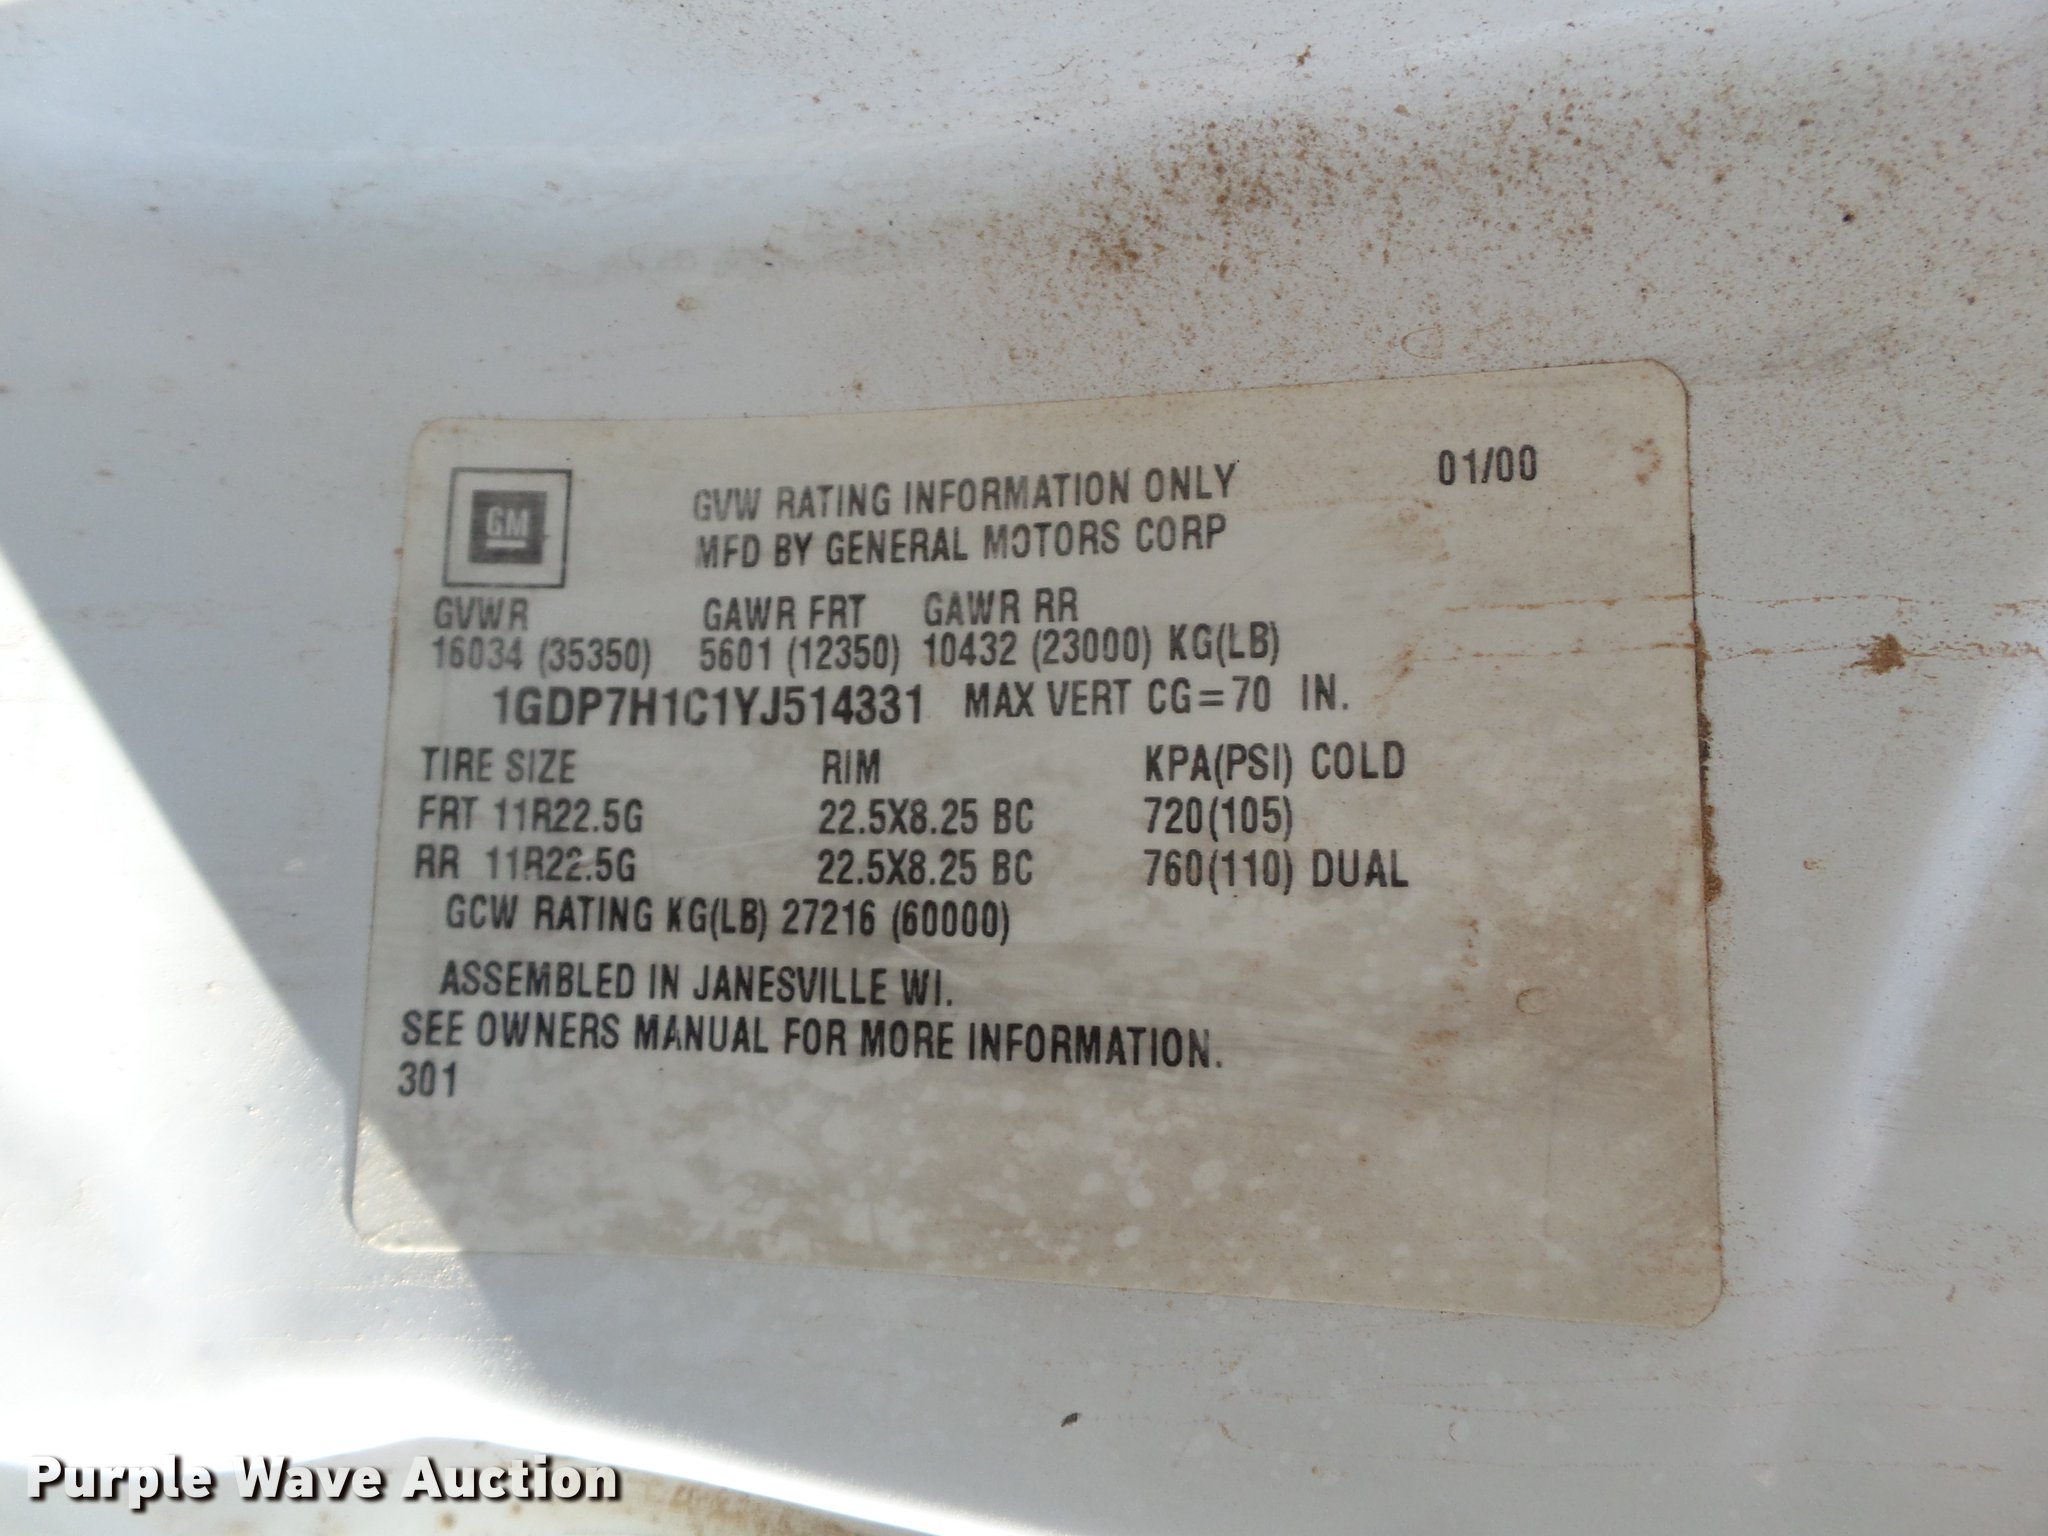 01/00
GM
GVW RATING INFORMATION ONLY
MFD BY GENERAL MOTORS CORP
GVWR GAWR FRT GAWR RR
16034 (35350) 5601 (12350) 10432 (23000) KG(LB)
1GDP7H1C1YJ514331 MAX VERT CG=70 IN.
TIRE SIZE RIM KPA(PSI) COLD
FRT 11R22.5G 22.5X8.25 BC 720(105)
RR 11R22.5G 22.5X8.25 BC 760(110) DUAL
GCW RATING KG(LB) 27216 (60000)
ASSEMBLED IN JANESVILLE WI.
SEE OWNERS MANUAL FOR MORE INFORMATION.
301
Purple Wave Auction